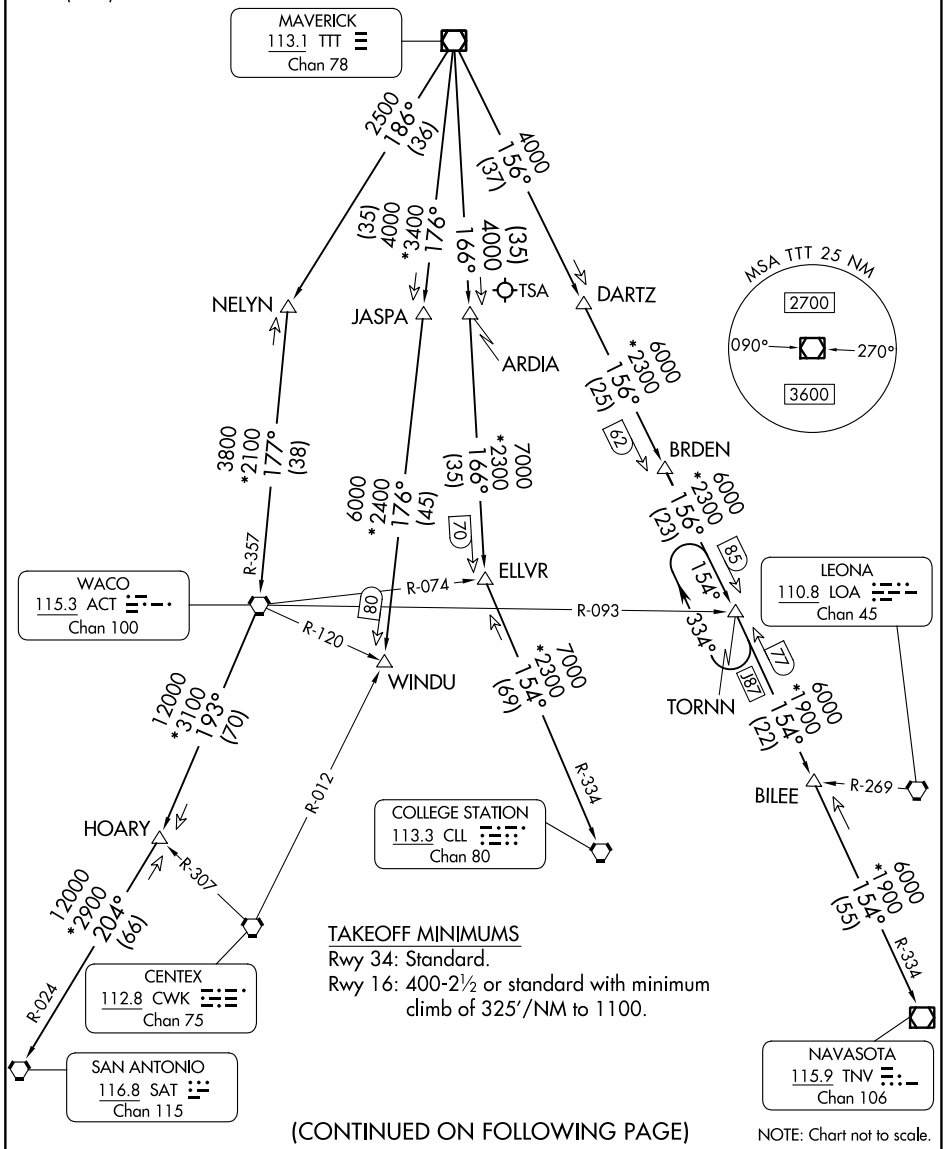 MAVERICK
113.1 TTT
Chan 78
2500
186°
(36)
(35)
4000
*3400
176°
(35)
4000
166°
4000
156°
(37)
TSA
NELYN
JASPA
ARDIA
DARTZ
MSA TTT 25 NM
2700
090°
270°
3600
3800
*2100
177°
(38)
6000
*2400
176°
(45)
7000
*2300
166°
(35)
6000
*2300
156°
(25)
62
BRDEN
6000
*2300
156°
(23)
70
85
R-357
WACO
115.3 ACT
Chan 100
R-074
ELLVR
80
R-093
R-120
WINDU
154°
334°
J87
77
TORNN
LEONA
110.8 LOA
Chan 45
12000
*3100
193°
(70)
7000
*2300
154°
(69)
6000
*1900
154°
(22)
R-012
R-334
BILEE
R-269
HOARY
R-307
COLLEGE STATION
113.3 CLL
Chan 80
12000
*2900
204°
(66)
6000
*1900
154°
(55)
R-334
R-024
CENTEX
112.8 CWK
Chan 75
TAKEOFF MINIMUMS
Rwy 34: Standard.
Rwy 16: 400-2½ or standard with minimum
climb of 325'/NM to 1100.
SAN ANTONIO
116.8 SAT
Chan 115
NAVASOTA
115.9 TNV
Chan 106
(CONTINUED ON FOLLOWING PAGE)
NOTE: Chart not to scale.